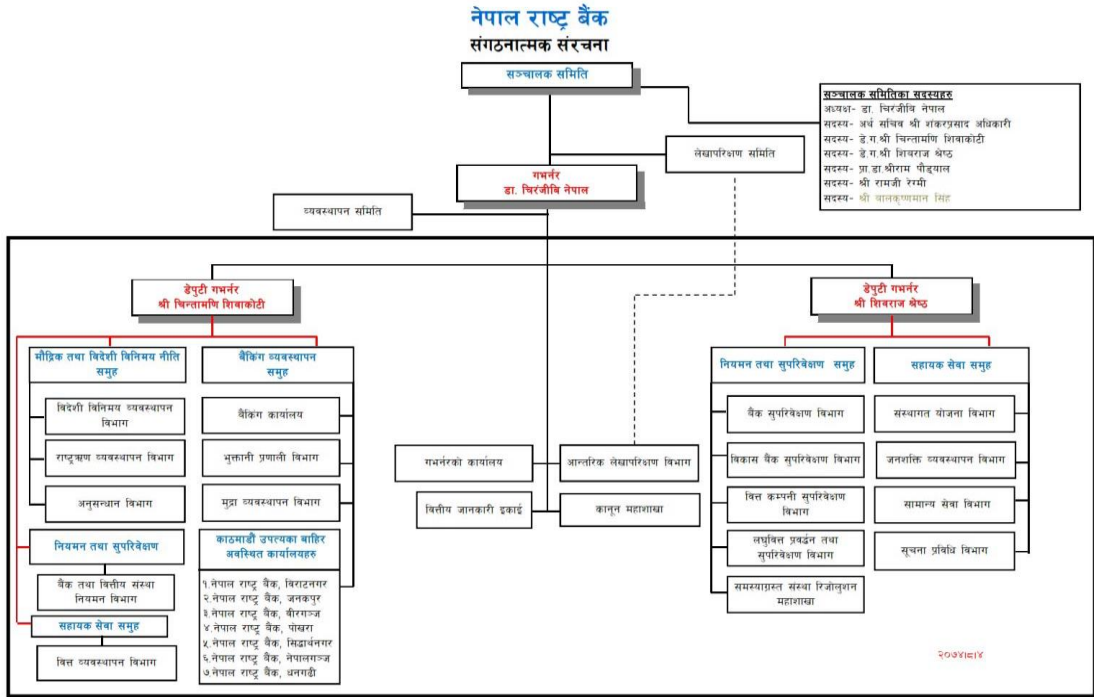 नेपाल राष्ट्र बैंक
संगठनात्मक संरचना
सञ्चालक समिति
सञ्चालक समितिका सदस्यहरु
अध्यक्ष- डा. चिरंजीवि नेपाल
सदस्य- अर्थ सचिव श्री शंकरप्रसाद अधिकारी
सदस्य- डे.ग.श्री चिन्तामणि शिवाकोटी
सदस्य- डे.ग.श्री शिवराज श्रेष्ठ
सदस्य- प्रा.डा.श्रीराम पौड्याल
सदस्य- श्री रामजी रेग्मी
सदस्य- श्री बालकृष्णमान सिंह
लेखापरिक्षण समिति
गभर्नर
डा. चिरंजीबि नेपाल
व्यवस्थापन समिति
डेपुटी गभर्नर
श्री चिन्तामणि शिवाकोटी
डेपुटी गभर्नर
श्री शिवराज श्रेष्ठ
मौद्रिक तथा विदेशी विनिमय नीति
समुह
विदेशी विनिमय व्यवस्थापन
विभाग
राष्ट्रऋण व्यवस्थापन विभाग
अनुसन्धान विभाग
नियमन तथा सुपरिवेक्षण
बैंक तथा वित्तीय संस्था
नियमन विभाग
सहायक सेवा समुह
वित्त व्यवस्थापन विभाग
बैंकिंग व्यवस्थापन
समुह
बैंकिंग कार्यालय
भुक्तानी प्रणाली विभाग
मुद्रा व्यवस्थापन विभाग
काठमाडौं उपत्यका बाहिर
अवस्थित कार्यालयहरु
१.नेपाल राष्ट्र बैंक, विराटनगर
२.नेपाल राष्ट्र बैंक, जनकपुर
३.नेपाल राष्ट्र बैंक, वीरगञ्ज
४.नेपाल राष्ट्र बैंक, पोखरा
५.नेपाल राष्ट्र बैंक, सिद्धार्थनगर
६.नेपाल राष्ट्र बैंक, नेपालगञ्ज
७.नेपाल राष्ट्र बैंक, धनगढी
गभर्नरको कार्यालय
आन्तरिक लेखापरिक्षण विभाग
वित्तीय जानकारी इकाई
कानून महाशाखा
नियमन तथा सुपरिवेक्षण समुह
बैंक सुपरिवेक्षण विभाग
विकास बैंक सुपरिवेक्षण विभाग
वित्त कम्पनी सुपरिवेक्षण
विभाग
लघुवित्त प्रवर्द्धन तथा
सुपरिवेक्षण विभाग
समस्याग्रस्त संस्था रिजोलुशन
महाशाखा
सहायक सेवा समुह
संस्थागत योजना विभाग
जनशक्ति व्यवस्थापन विभाग
सामान्य सेवा विभाग
सूचना प्रविधि विभाग
२०७४।८।४